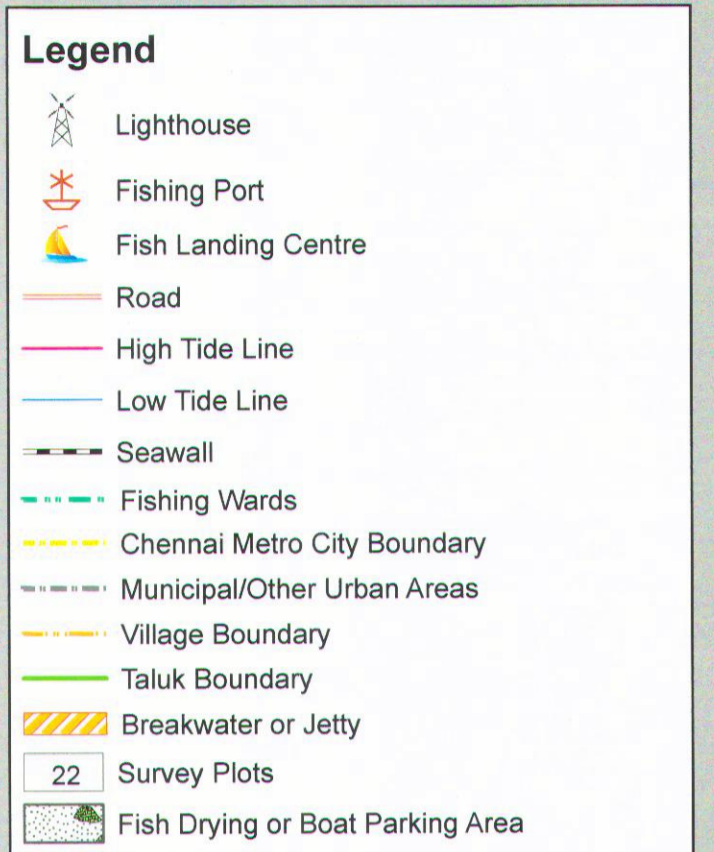 Legend
Lighthouse
Fishing Port
Fish Landing Centre
Road
High Tide Line
Low Tide Line
Seawall
Fishing Wards
Chennai Metro City Boundary
Municipal/Other Urban Areas
Village Boundary
Taluk Boundary
Breakwater or Jetty
22 Survey Plots
Fish Drying or Boat Parking Area